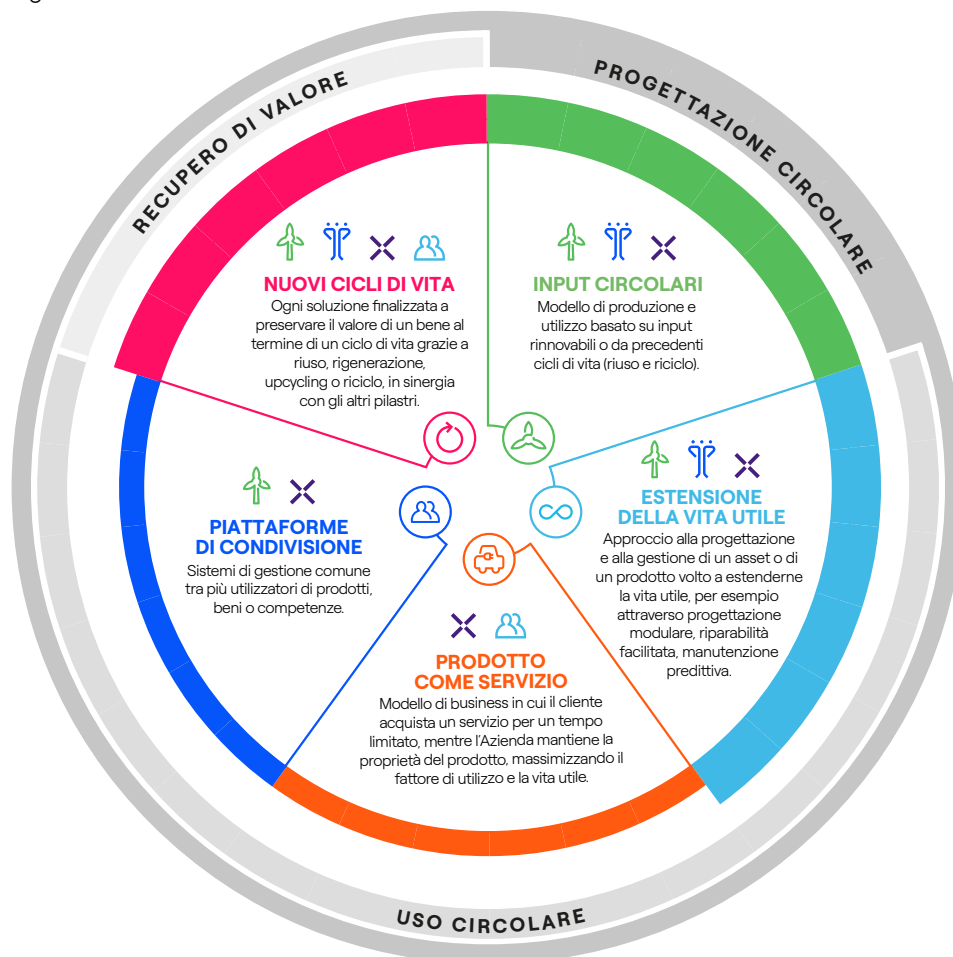 RECUPERO DI VALORE
PROGETTAZIONE CIRCOLARE
NUOVI CICLI DI VITA
Ogni soluzione finalizzata a
preservare il valore di un bene al
termine di un ciclo di vita grazie a
riuso, rigenerazione,
upcycling o riciclo, in sinergia
con gli altri pilastri.
INPUT CIRCOLARI
Modello di produzione e
utilizzo basato su input
rinnovabili o da precedenti
cicli di vita (riuso e riciclo).
PIATTAFORME
DI CONDIVISIONE
Sistemi di gestione comune
tra più utilizzatori di prodotti,
beni o competenze.
ESTENSIONE
DELLA VITA UTILE
Approccio alla progettazione
e alla gestione di un asset o di
un prodotto volto a estenderne
la vita utile, per esempio
attraverso progettazione
modulare, riparabilità
facilitata, manutenzione
predittiva.
PRODOTTO
COME SERVIZIO
Modello di business in cui il cliente
acquista un servizio per un tempo
limitato, mentre l'Azienda mantiene la
proprietà del prodotto, massimizzando il
fattore di utilizzo e la vita utile.
USO CIRCOLARE